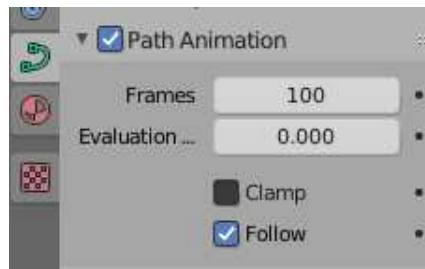 Path Animation
Frames 100
Evaluation ... 0.000
Clamp
Follow